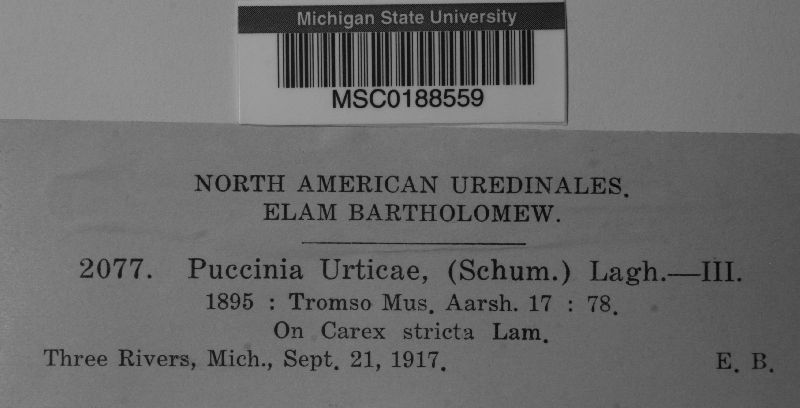 Michigan State University
MSC0188559
NORTH AMERICAN UREDINALES.
ELAM BARTHOLOMEW.
2077. Puccinia Urticae, (Schum.) Lagh.—III.
1895 : Tromso Mus. Aarsh. 17 : 78.
On Carex stricta Lam.
Three Rivers, Mich., Sept. 21, 1917. E. B.